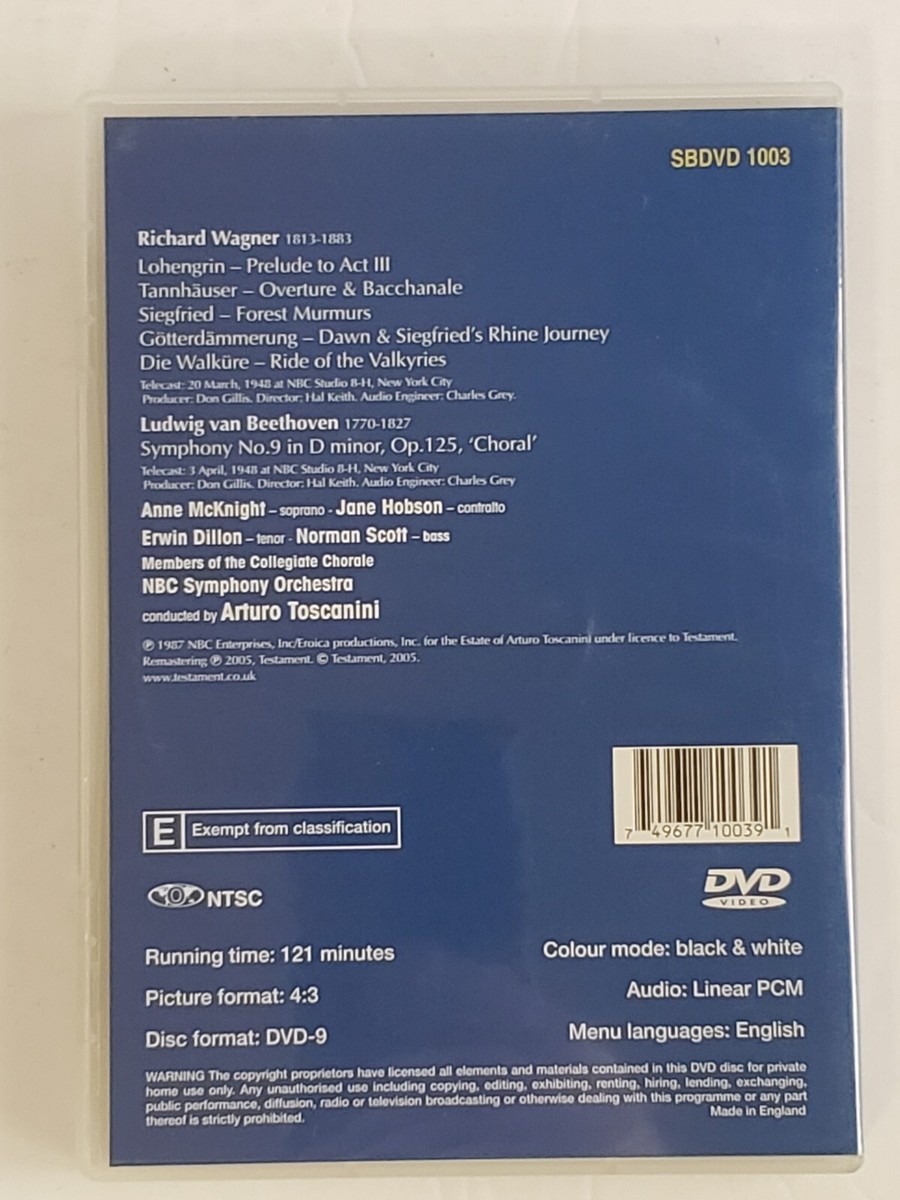 SBDVD 1003
Richard Wagner 1813-1883
Lohengrin – Prelude to Act III
Tannhäuser – Overture & Bacchanale
Siegfried – Forest Murmurs
Götterdämmerung – Dawn & Siegfried's Rhine Journey
Die Walküre – Ride of the Valkyries
Telecast: 20 March, 1948 at NBC Studio 8-H, New York City
Producer: Don Gillis. Director: Hal Keith. Audio Engineer: Charles Grey.
Ludwig van Beethoven 1770-1827
Symphony No.9 in D minor, Op.125, 'Choral'
Telecast: 3 April, 1948 at NBC Studio 8-H, New York City
Producer: Don Gillis. Director: Hal Keith. Audio Engineer: Charles Grey
Anne McKnight – soprano - Jane Hobson – contralto
Erwin Dillon – tenor - Norman Scott – bass
Members of the Collegiate Chorale
NBC Symphony Orchestra
conducted by Arturo Toscanini
℗ 1987 NBC Enterprises, Inc/Eroica productions, Inc. for the Estate of Arturo Toscanini under licence to Testament.
Remastering ℗ 2005, Testament. © Testament, 2005.
www.testament.co.uk
7 49677 10039 1
E Exempt from classification
0 NTSC
DVD
VIDEO
Running time: 121 minutes
Colour mode: black & white
Picture format: 4:3
Audio: Linear PCM
Disc format: DVD-9
Menu languages: English
WARNING The copyright proprietors have licensed all elements and materials contained in this DVD disc for private
home use only. Any unauthorised use including copying, editing, exhibiting, renting, hiring, lending, exchanging,
public performance, diffusion, radio or television broadcasting or otherwise dealing with this programme or any part
thereof is strictly prohibited.
Made in England